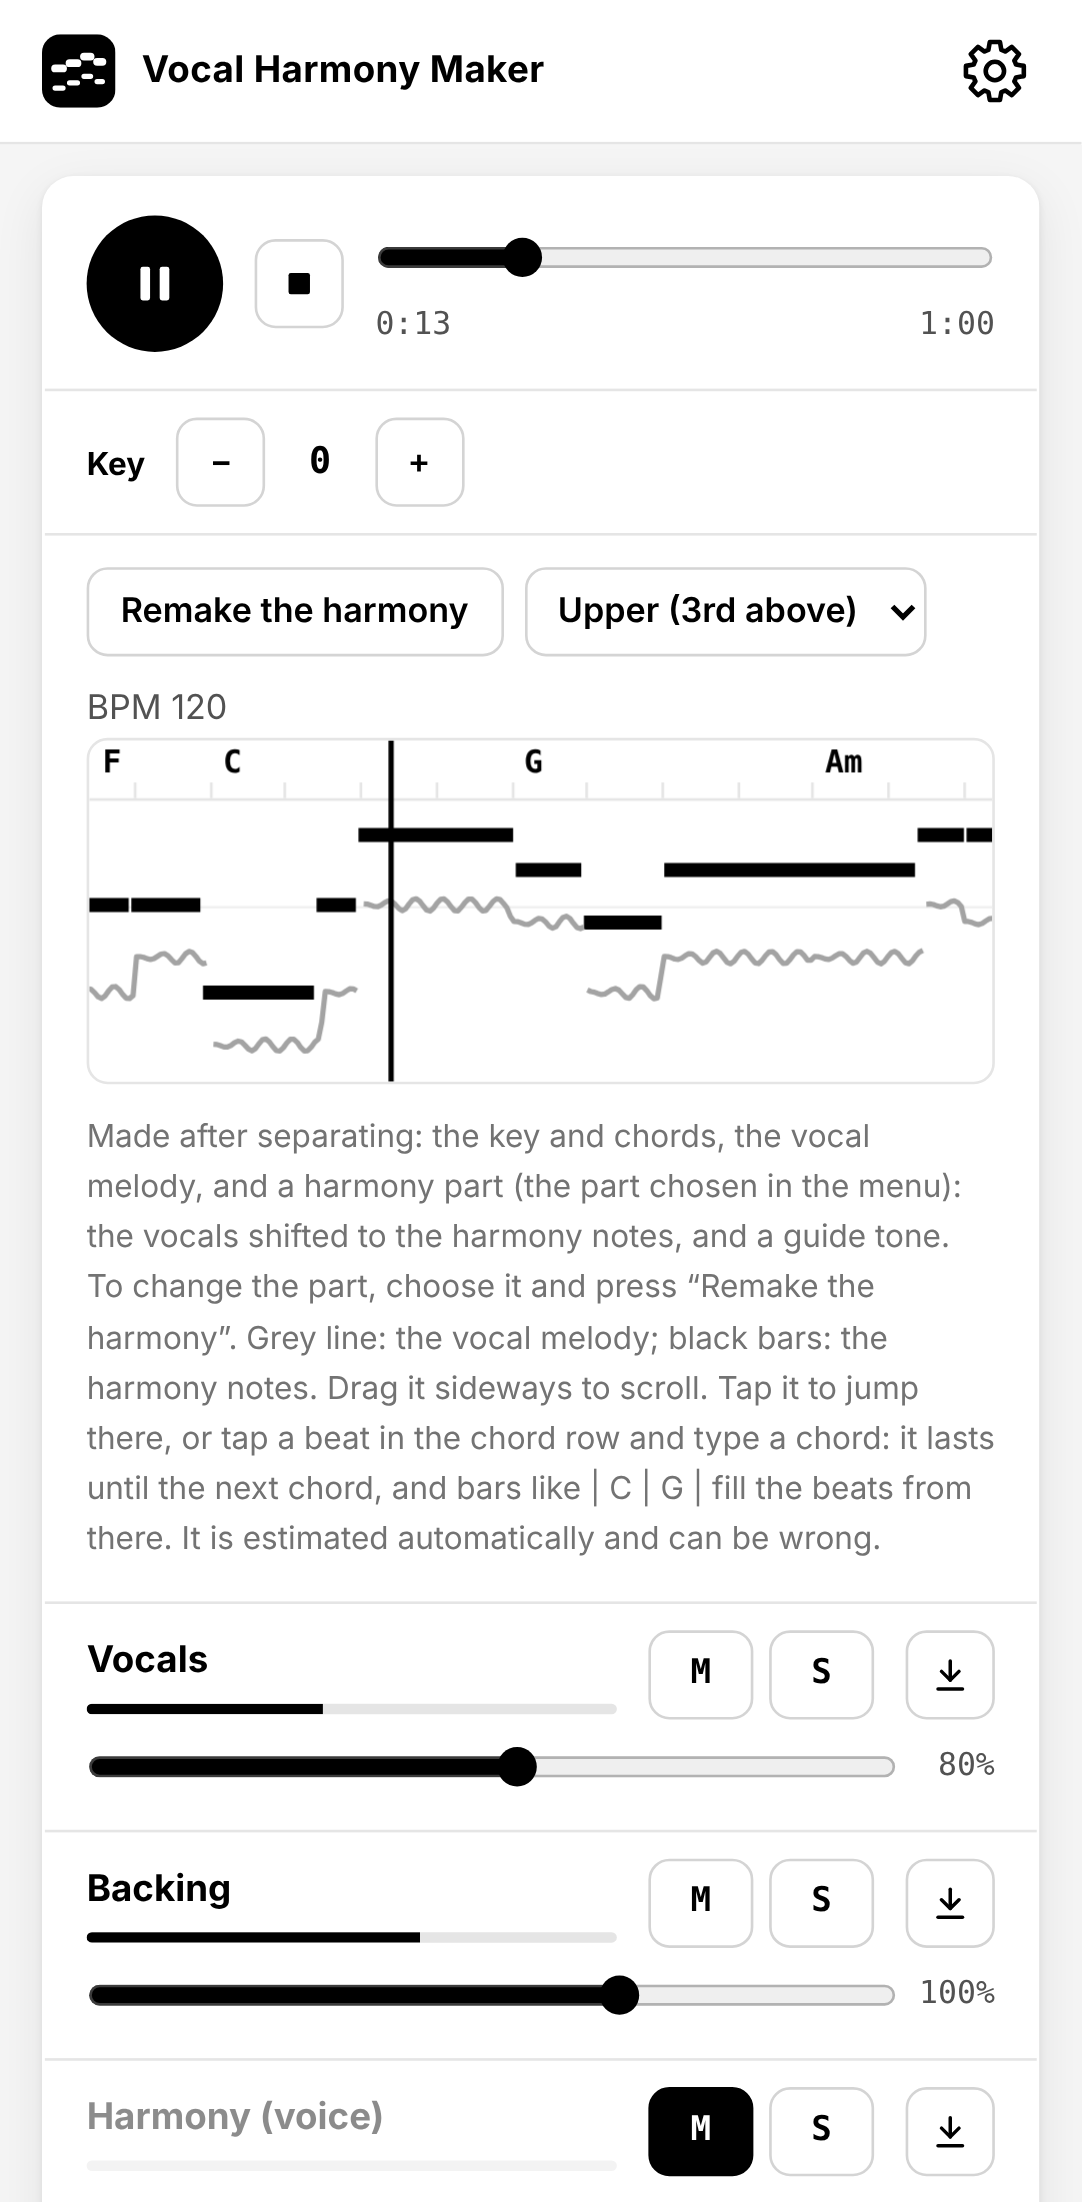 Vocal Harmony Maker
0:13
1:00
Key
−
0
+
Remake the harmony
Upper (3rd above)
BPM 120
F C G Am
Made after separating: the key and chords, the vocal
melody, and a harmony part (the part chosen in the menu):
the vocals shifted to the harmony notes, and a guide tone.
To change the part, choose it and press “Remake the
harmony”. Grey line: the vocal melody; black bars: the
harmony notes. Drag it sideways to scroll. Tap it to jump
there, or tap a beat in the chord row and type a chord: it lasts
until the next chord, and bars like | C | G | fill the beats from
there. It is estimated automatically and can be wrong.
Vocals
M
S
80%
Backing
M
S
100%
Harmony (voice)
M
S